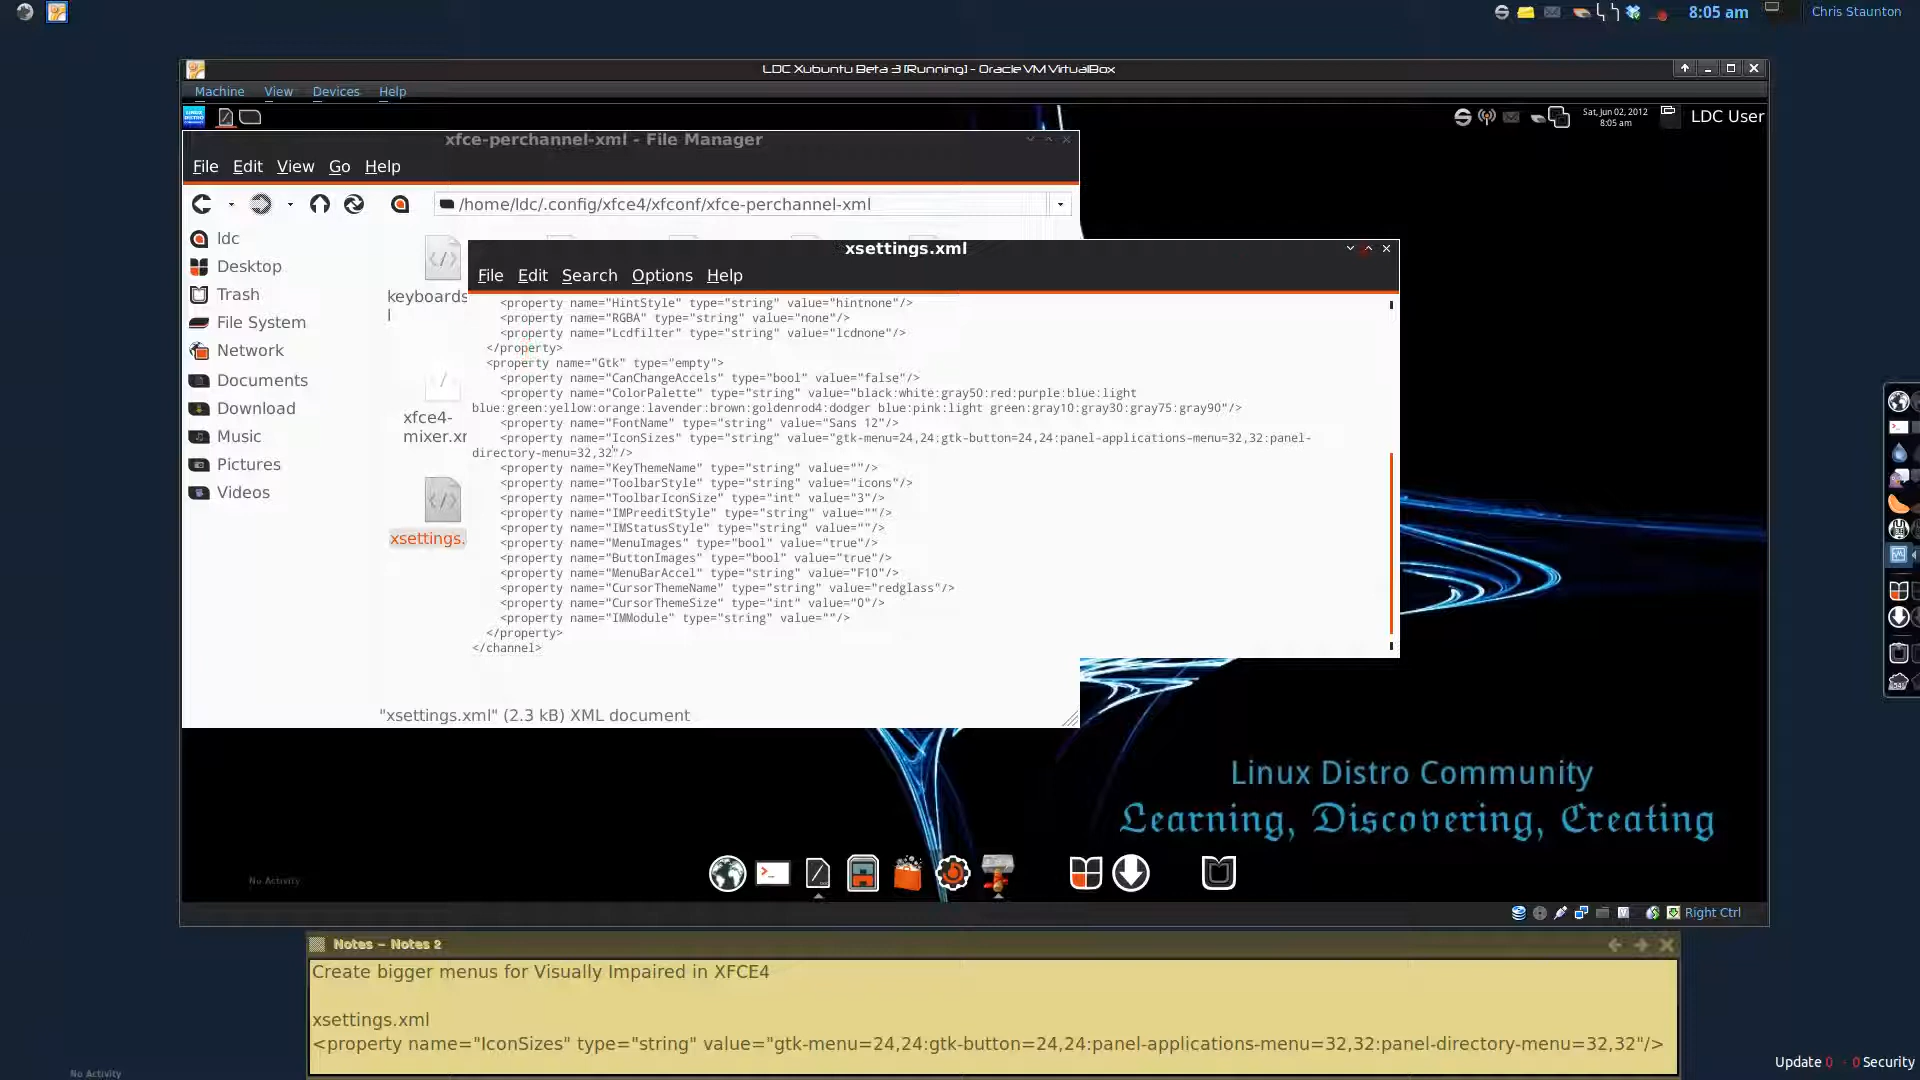 8:05 am
Chris Staunton
LDC Xubuntu Beta 3 [Running] - Oracle VM VirtualBox
Machine View Devices Help
Sat, Jun 02, 2012
8:05 am
LDC User
xfce-perchannel-xml - File Manager
File Edit View Go Help
/home/ldc/.config/xfce4/xfconf/xfce-perchannel-xml
ldc
Desktop
Trash
File System
Network
Documents
Download
Music
Pictures
Videos
keyboards
l
xfce4-
mixer.xr
xsettings.
"xsettings.xml" (2.3 kB) XML document
xsettings.xml
File Edit Search Options Help
<property name="HintStyle" type="string" value="hintnone"/>
<property name="RGBA" type="string" value="none"/>
<property name="Lcdfilter" type="string" value="lcdnone"/>
</property>
<property name="Gtk" type="empty">
<property name="CanChangeAccels" type="bool" value="false"/>
<property name="ColorPalette" type="string" value="black:white:gray50:red:purple:blue:light
blue:green:yellow:orange:lavender:brown:goldenrod4:dodger blue:pink:light green:gray10:gray30:gray75:gray90"/>
<property name="FontName" type="string" value="Sans 12"/>
<property name="IconSizes" type="string" value="gtk-menu=24,24:gtk-button=24,24:panel-applications-menu=32,32:panel-
directory-menu=32,32"/>
<property name="KeyThemeName" type="string" value=""/>
<property name="ToolbarStyle" type="string" value="icons"/>
<property name="ToolbarIconSize" type="int" value="3"/>
<property name="IMPreeditStyle" type="string" value=""/>
<property name="IMStatusStyle" type="string" value=""/>
<property name="MenuImages" type="bool" value="true"/>
<property name="ButtonImages" type="bool" value="true"/>
<property name="MenuBarAccel" type="string" value="F10"/>
<property name="CursorThemeName" type="string" value="redglass"/>
<property name="CursorThemeSize" type="int" value="0"/>
<property name="IMModule" type="string" value=""/>
</property>
</channel>
Linux Distro Community
Learning, Discovering, Creating
No Activity
Right Ctrl
Notes - Notes 2
Create bigger menus for Visually Impaired in XFCE4
xsettings.xml
<property name="IconSizes" type="string" value="gtk-menu=24,24:gtk-button=24,24:panel-applications-menu=32,32:panel-directory-menu=32,32"/>
Update 0 - 0 Security
No Activity